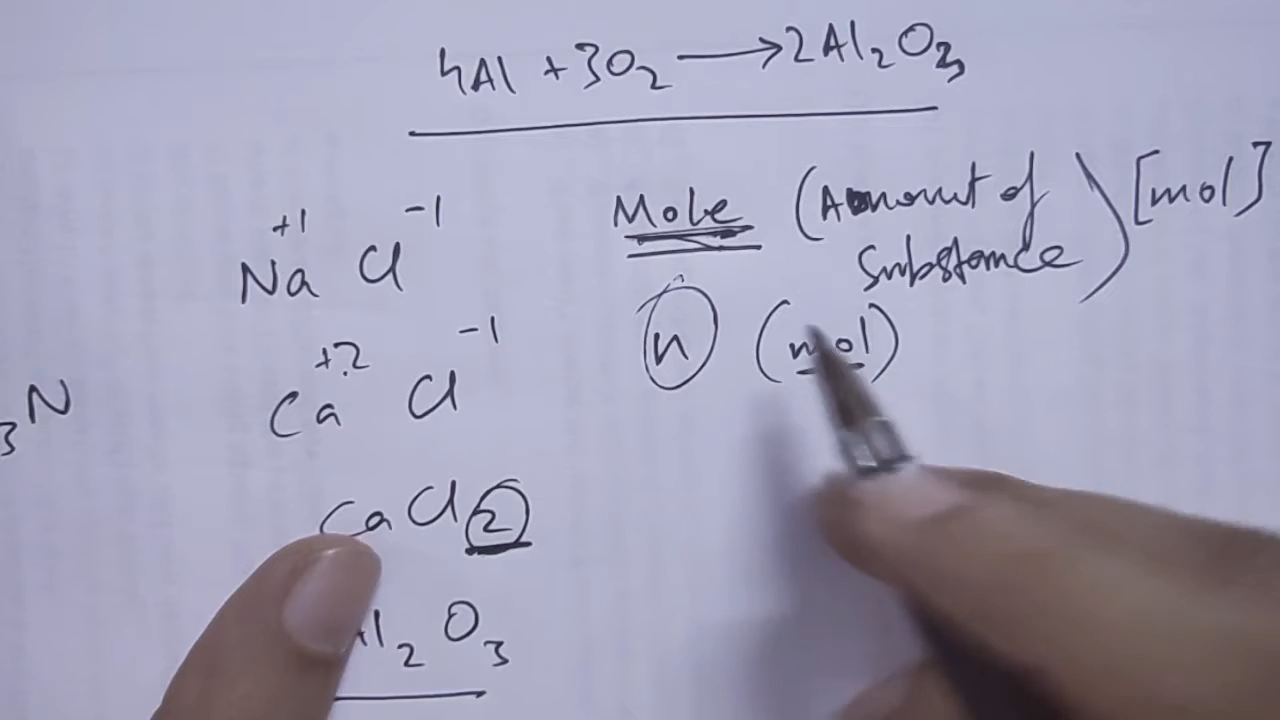 4Al + 3O2 → 2Al2O3
+1 -1
Na Cl
+2 -1
Ca Cl
CaCl2
Al2O3
3N
Mole (Amount of Substance) [mol]
n (mol)